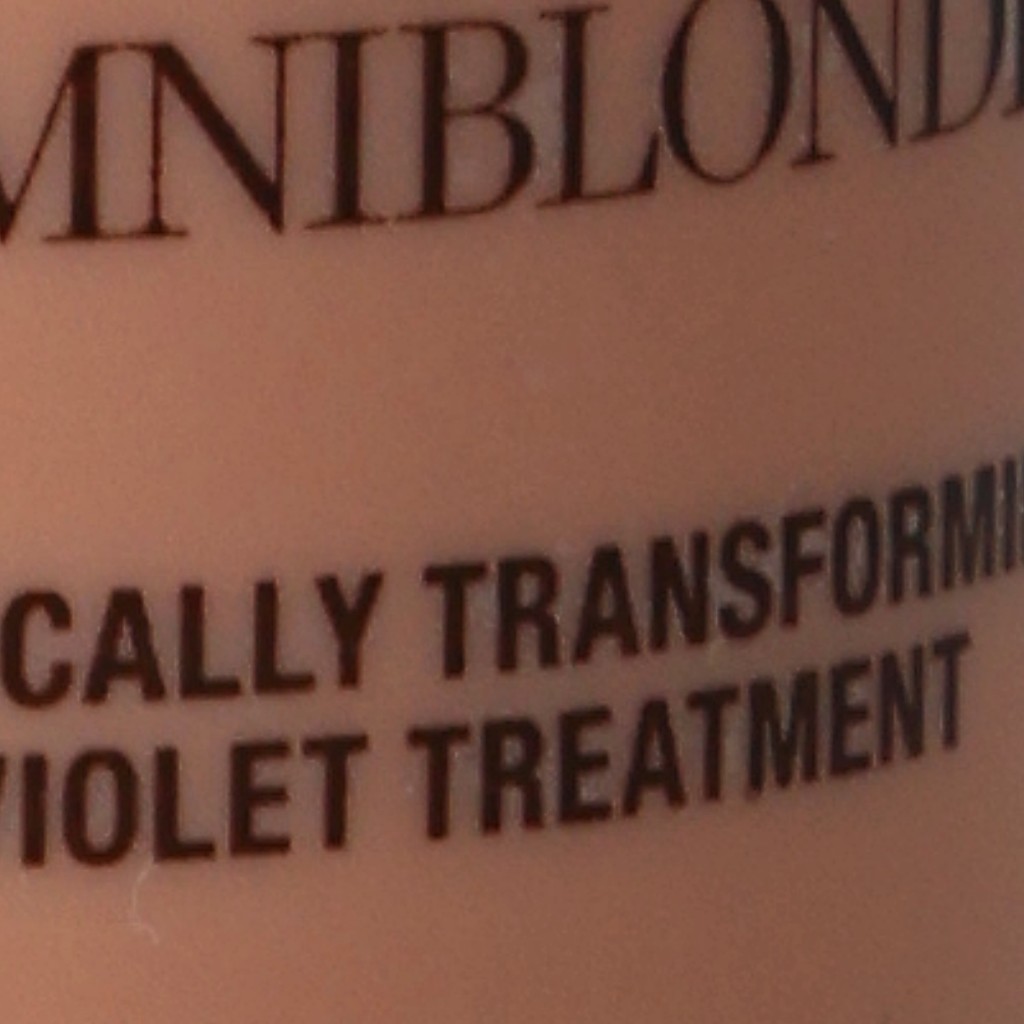 MNIBLOND
CALLY TRANSFORMI
VIOLET TREATMENT